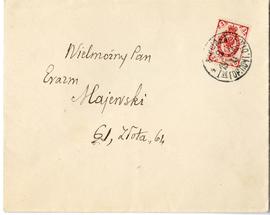 Wielmożny Pan
Erazm
Majewski
61, Złota, 61